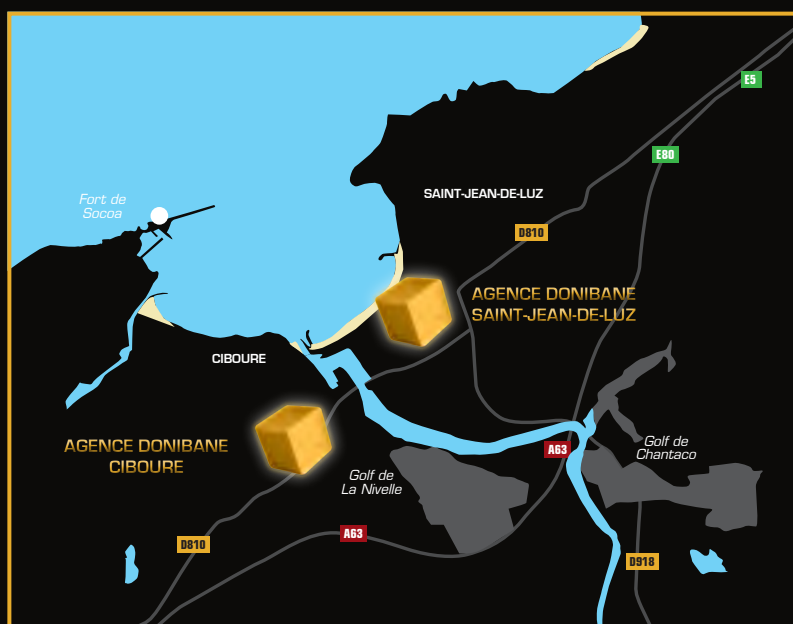 E5
E80
Fort de
Socoa
SAINT-JEAN-DE-LUZ
D810
AGENCE DONIBANE
SAINT-JEAN-DE-LUZ
CIBOURE
AGENCE DONIBANE
CIBOURE
Golf de
Chantaco
A63
Golf de
La Nivelle
A63
D810
D918